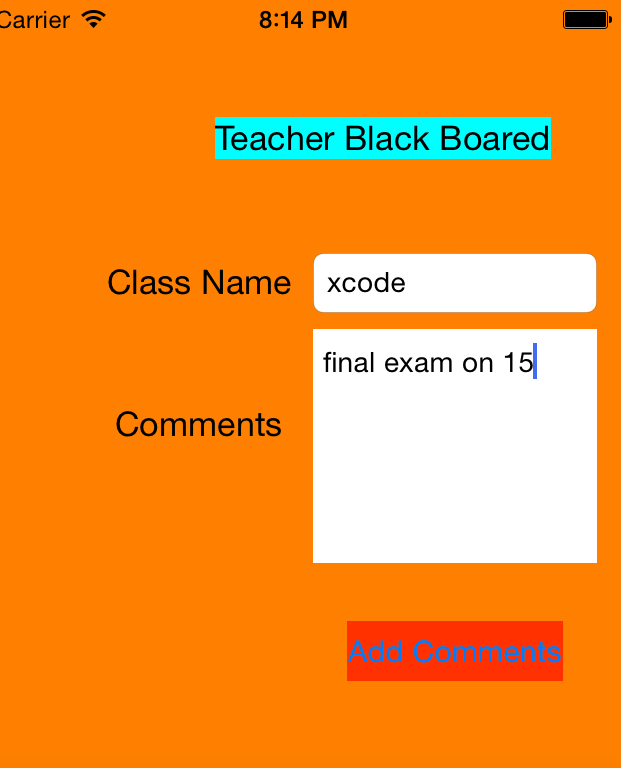 Carrier 8:14 PM
Teacher Black Boared
Class Name xcode
final exam on 15
Comments
Add Comments